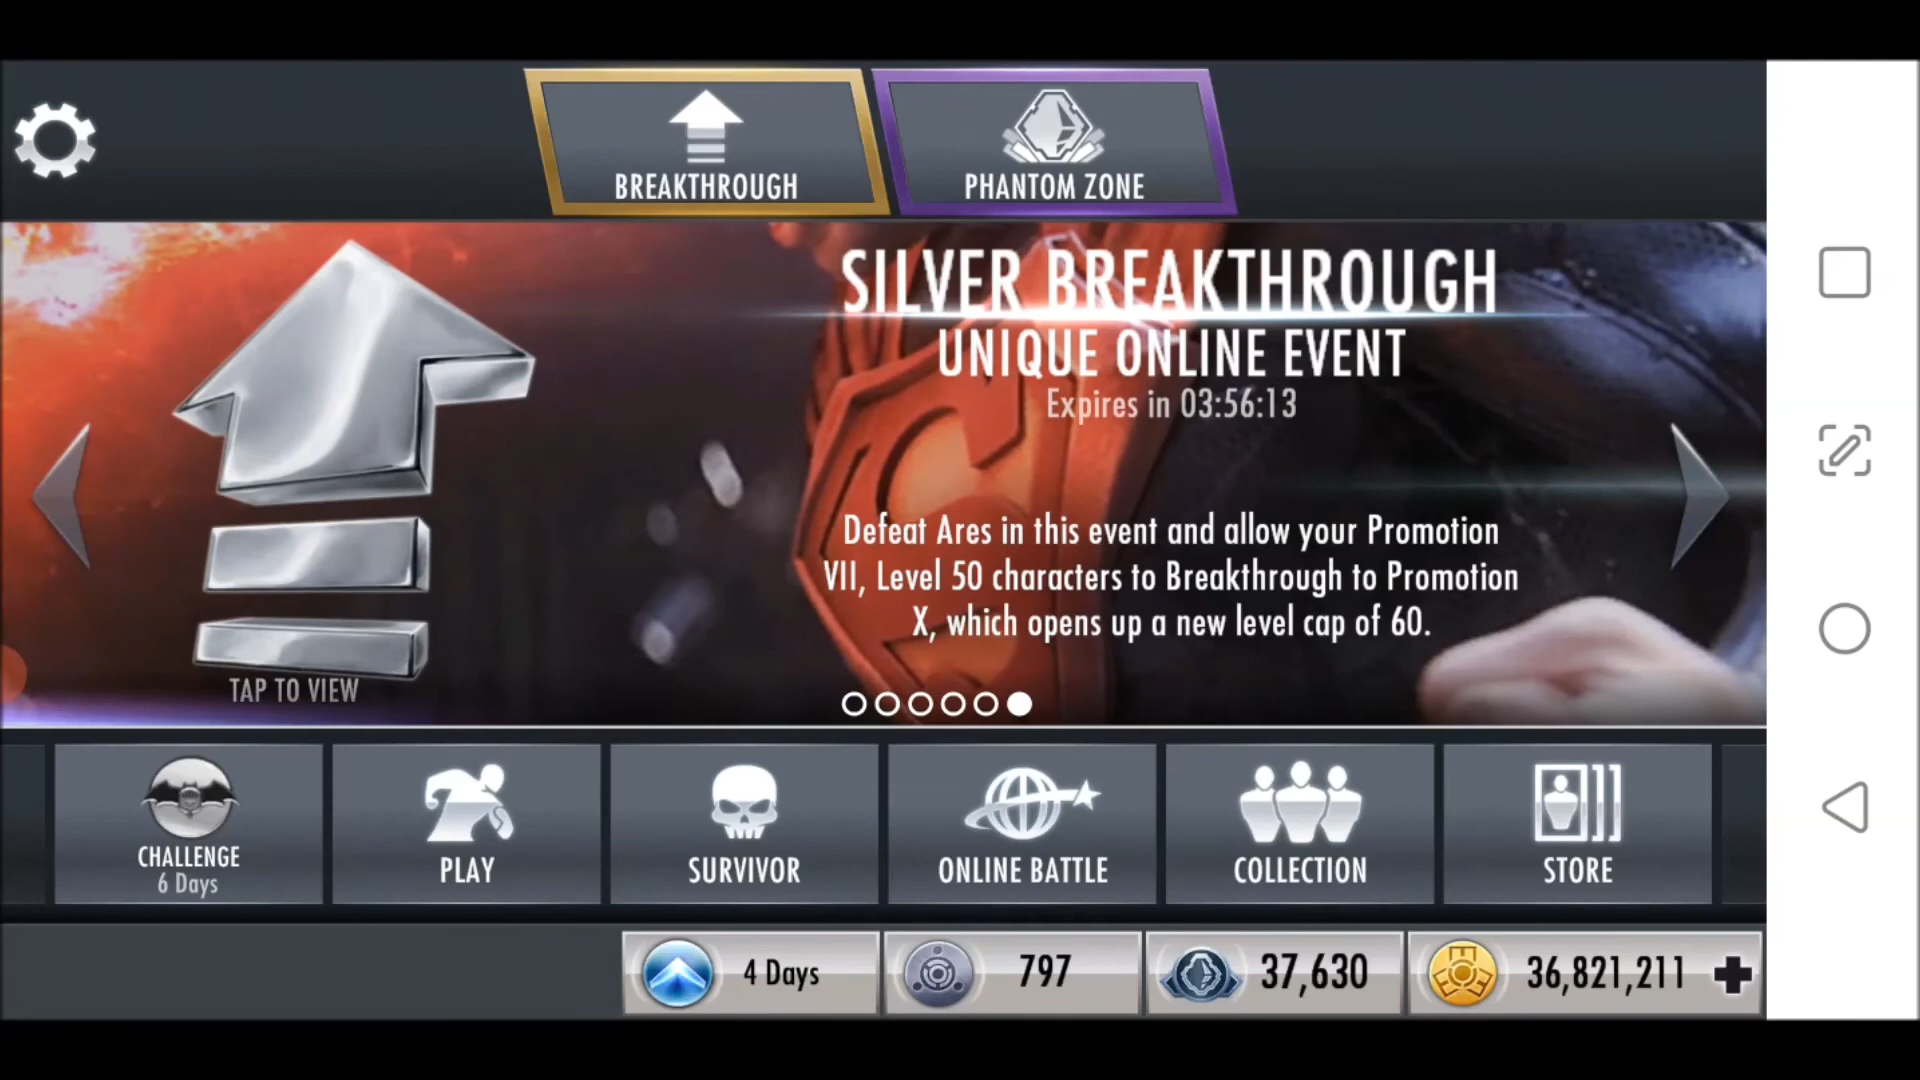 BREAKTHROUGH
PHANTOM ZONE
SILVER BREAKTHROUGH
UNIQUE ONLINE EVENT
Expires in 03:56:13
Defeat Ares in this event and allow your Promotion
VII, Level 50 characters to Breakthrough to Promotion
X, which opens up a new level cap of 60.
TAP TO VIEW
CHALLENGE
6 Days
PLAY
SURVIVOR
ONLINE BATTLE
COLLECTION
STORE
4 Days
797
37,630
36,821,211